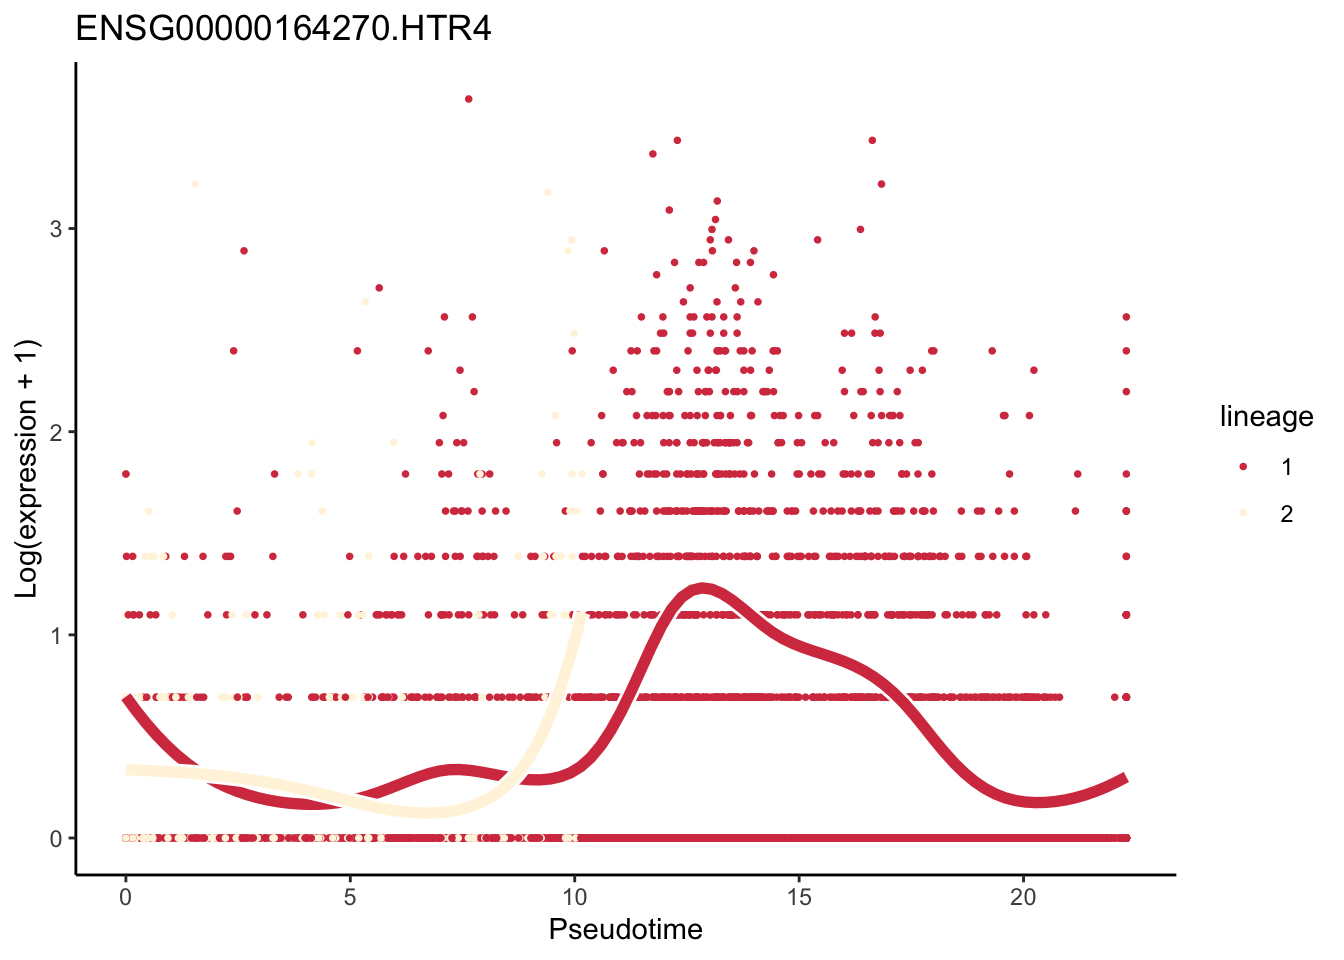 ENSG00000164270.HTR4
Log(expression + 1)
3
2
1
0
0 5 10 15 20
Pseudotime
lineage
1
2